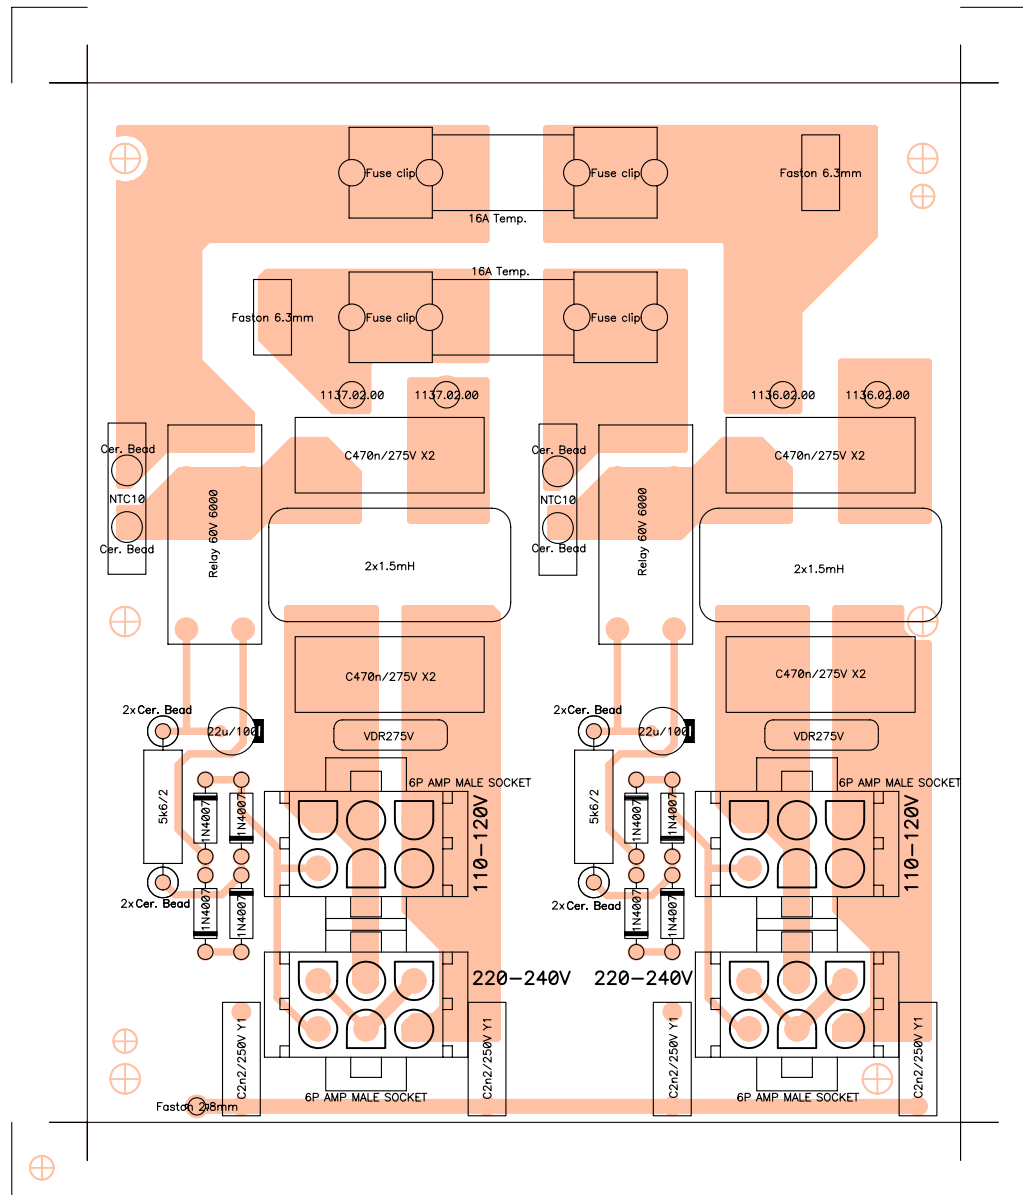 Fuse clip
Fuse clip
Faston 6.3mm
16A Temp.
16A Temp.
Faston 6.3mm
Fuse clip
Fuse clip
1137.02.00
1137.02.00
1136.02.00
1136.02.00
Cer. Bead
C470n/275V X2
Cer. Bead
C470n/275V X2
NTC10
NTC10
Relay 60V 6000
Relay 60V 6000
Cer. Bead
Cer. Bead
2x1.5mH
2x1.5mH
C470n/275V X2
C470n/275V X2
2xCer. Bead
2xCer. Bead
22u/100
VDR275V
22u/100
VDR275V
6P AMP MALE SOCKET
6P AMP MALE SOCKET
5k6/2
1N4007
1N4007
110-120V
5k6/2
1N4007
1N4007
110-120V
2xCer. Bead
2xCer. Bead
1N4007
1N4007
1N4007
1N4007
220-240V
220-240V
C2n2/250V Y1
C2n2/250V Y1
C2n2/250V Y1
C2n2/250V Y1
6P AMP MALE SOCKET
6P AMP MALE SOCKET
Faston 2.8mm